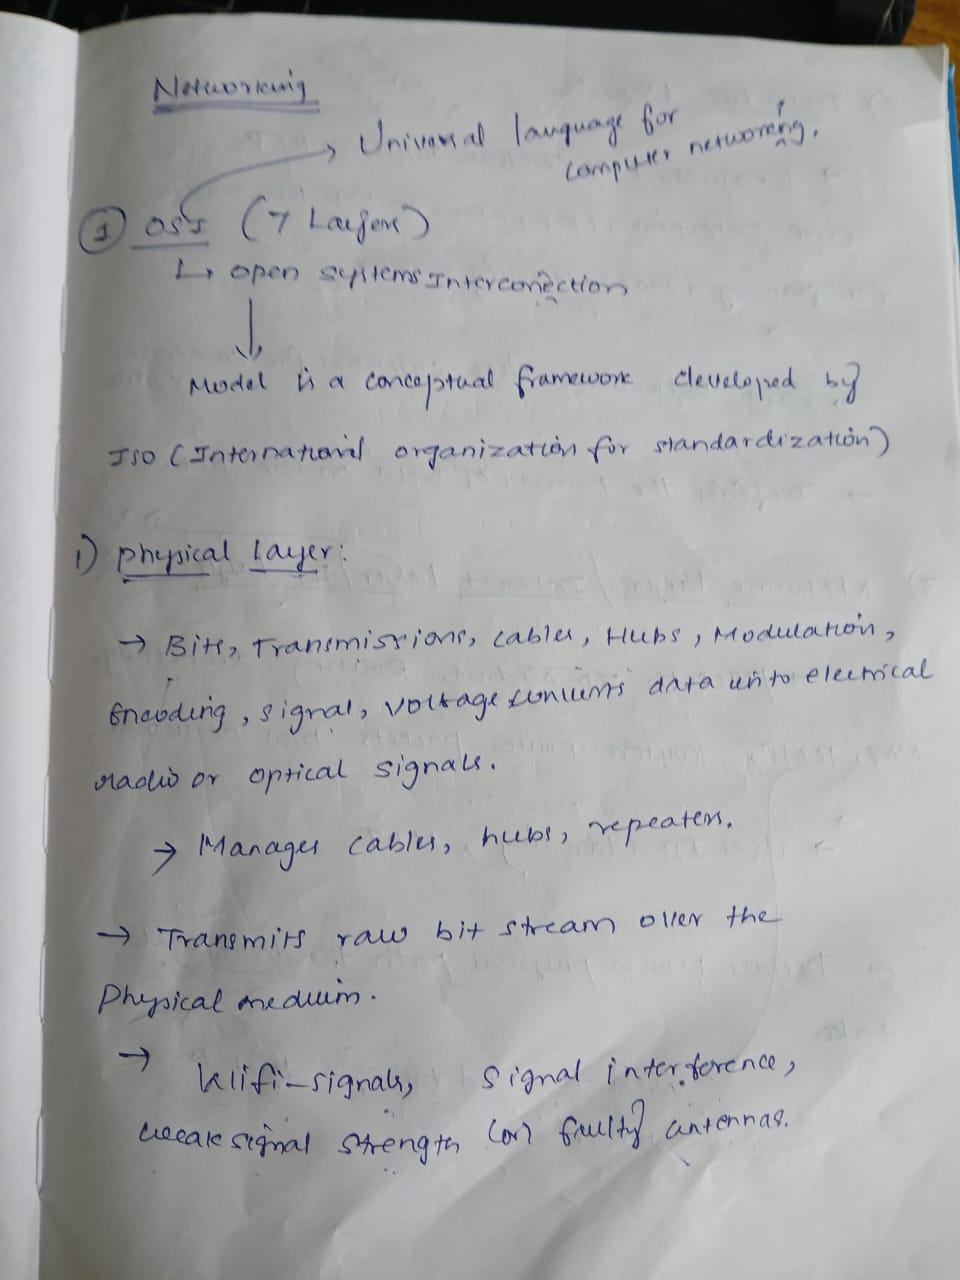 Networking
→ Universal language for
computer networking.
① OSI (7 Layers)
↳ open systems Interconection
↓
Model is a conceptual framework developed by
ISO (International organization for standardization)
i) Physical Layer:
→ Bits, Transmissions, cables, Hubs, Modulation,
Encoding, signal, voltage converts data unto electrical
radio or optical signals.
→ Manages cables, hubs, repeaters.
→ Transmits raw bit stream over the
Physical medium.
→
Wifi-signals, signal interference,
weak signal strength (or) faulty antennas.